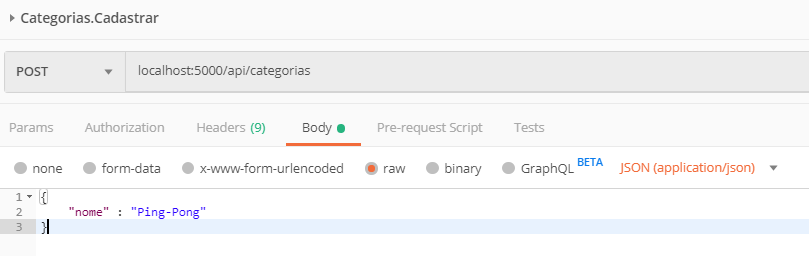 Categorias.Cadastrar
POST localhost:5000/api/categorias
Params Authorization Headers (9) Body Pre-request Script Tests
none form-data x-www-form-urlencoded raw binary GraphQL BETA JSON (application/json)
1 {
2 "nome" : "Ping-Pong"
3 }